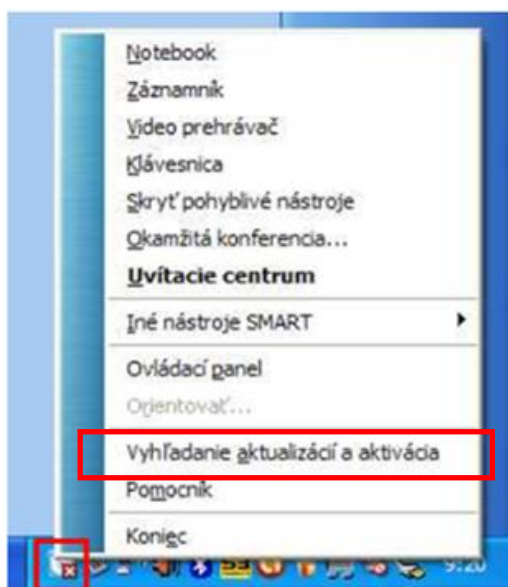 Notebook
Záznamník
Video prehrávač
Klávesnica
Skryť pohyblivé nástroje
Okamžitá konferencia...
Uvítacie centrum
Iné nástroje SMART
Ovládací panel
Orientovať...
Vyhľadanie aktualizácií a aktivácia
Pomocník
Koniec
53 9:20